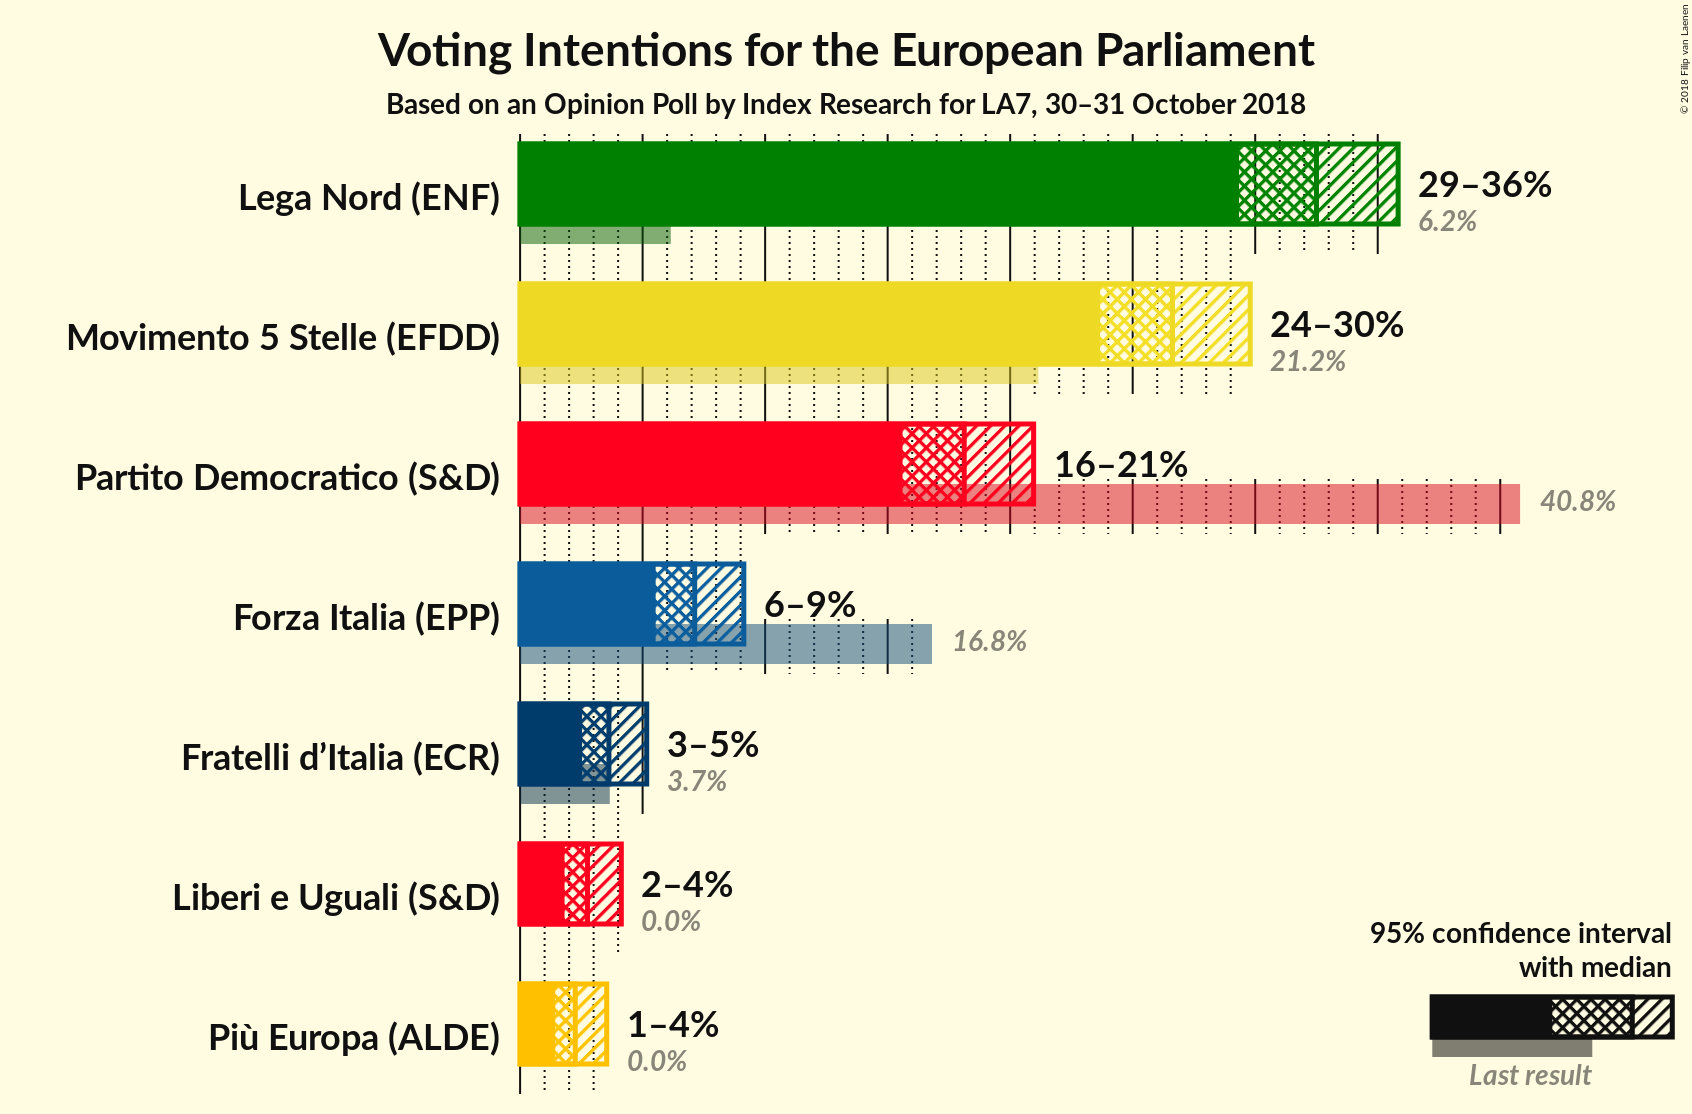 Voting Intentions for the European Parliament
Based on an Opinion Poll by Index Research for LA7, 30–31 October 2018
© 2018 Filip van Laenen
Lega Nord (ENF)
29–36%
6.2%
Movimento 5 Stelle (EFDD)
24–30%
21.2%
Partito Democratico (S&D)
16–21%
40.8%
Forza Italia (EPP)
6–9%
16.8%
Fratelli d’Italia (ECR)
3–5%
3.7%
Liberi e Uguali (S&D)
2–4%
0.0%
Più Europa (ALDE)
1–4%
0.0%
95% confidence interval
with median
Last result